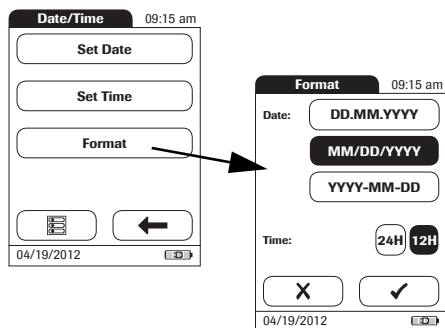 Date/Time 09:15 am
Set Date
Set Time
Format
04/19/2012
Format 09:15 am
Date: DD.MM.YYYY
MM/DD/YYYY
YYYY-MM-DD
Time: 24H 12H
04/19/2012